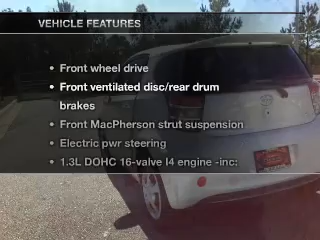 VEHICLE FEATURES
• Front wheel drive
• Front ventilated disc/rear drum
brakes
• Front MacPherson strut suspension
• Electric pwr steering
• 1.3L DOHC 16-valve I4 engine -inc: